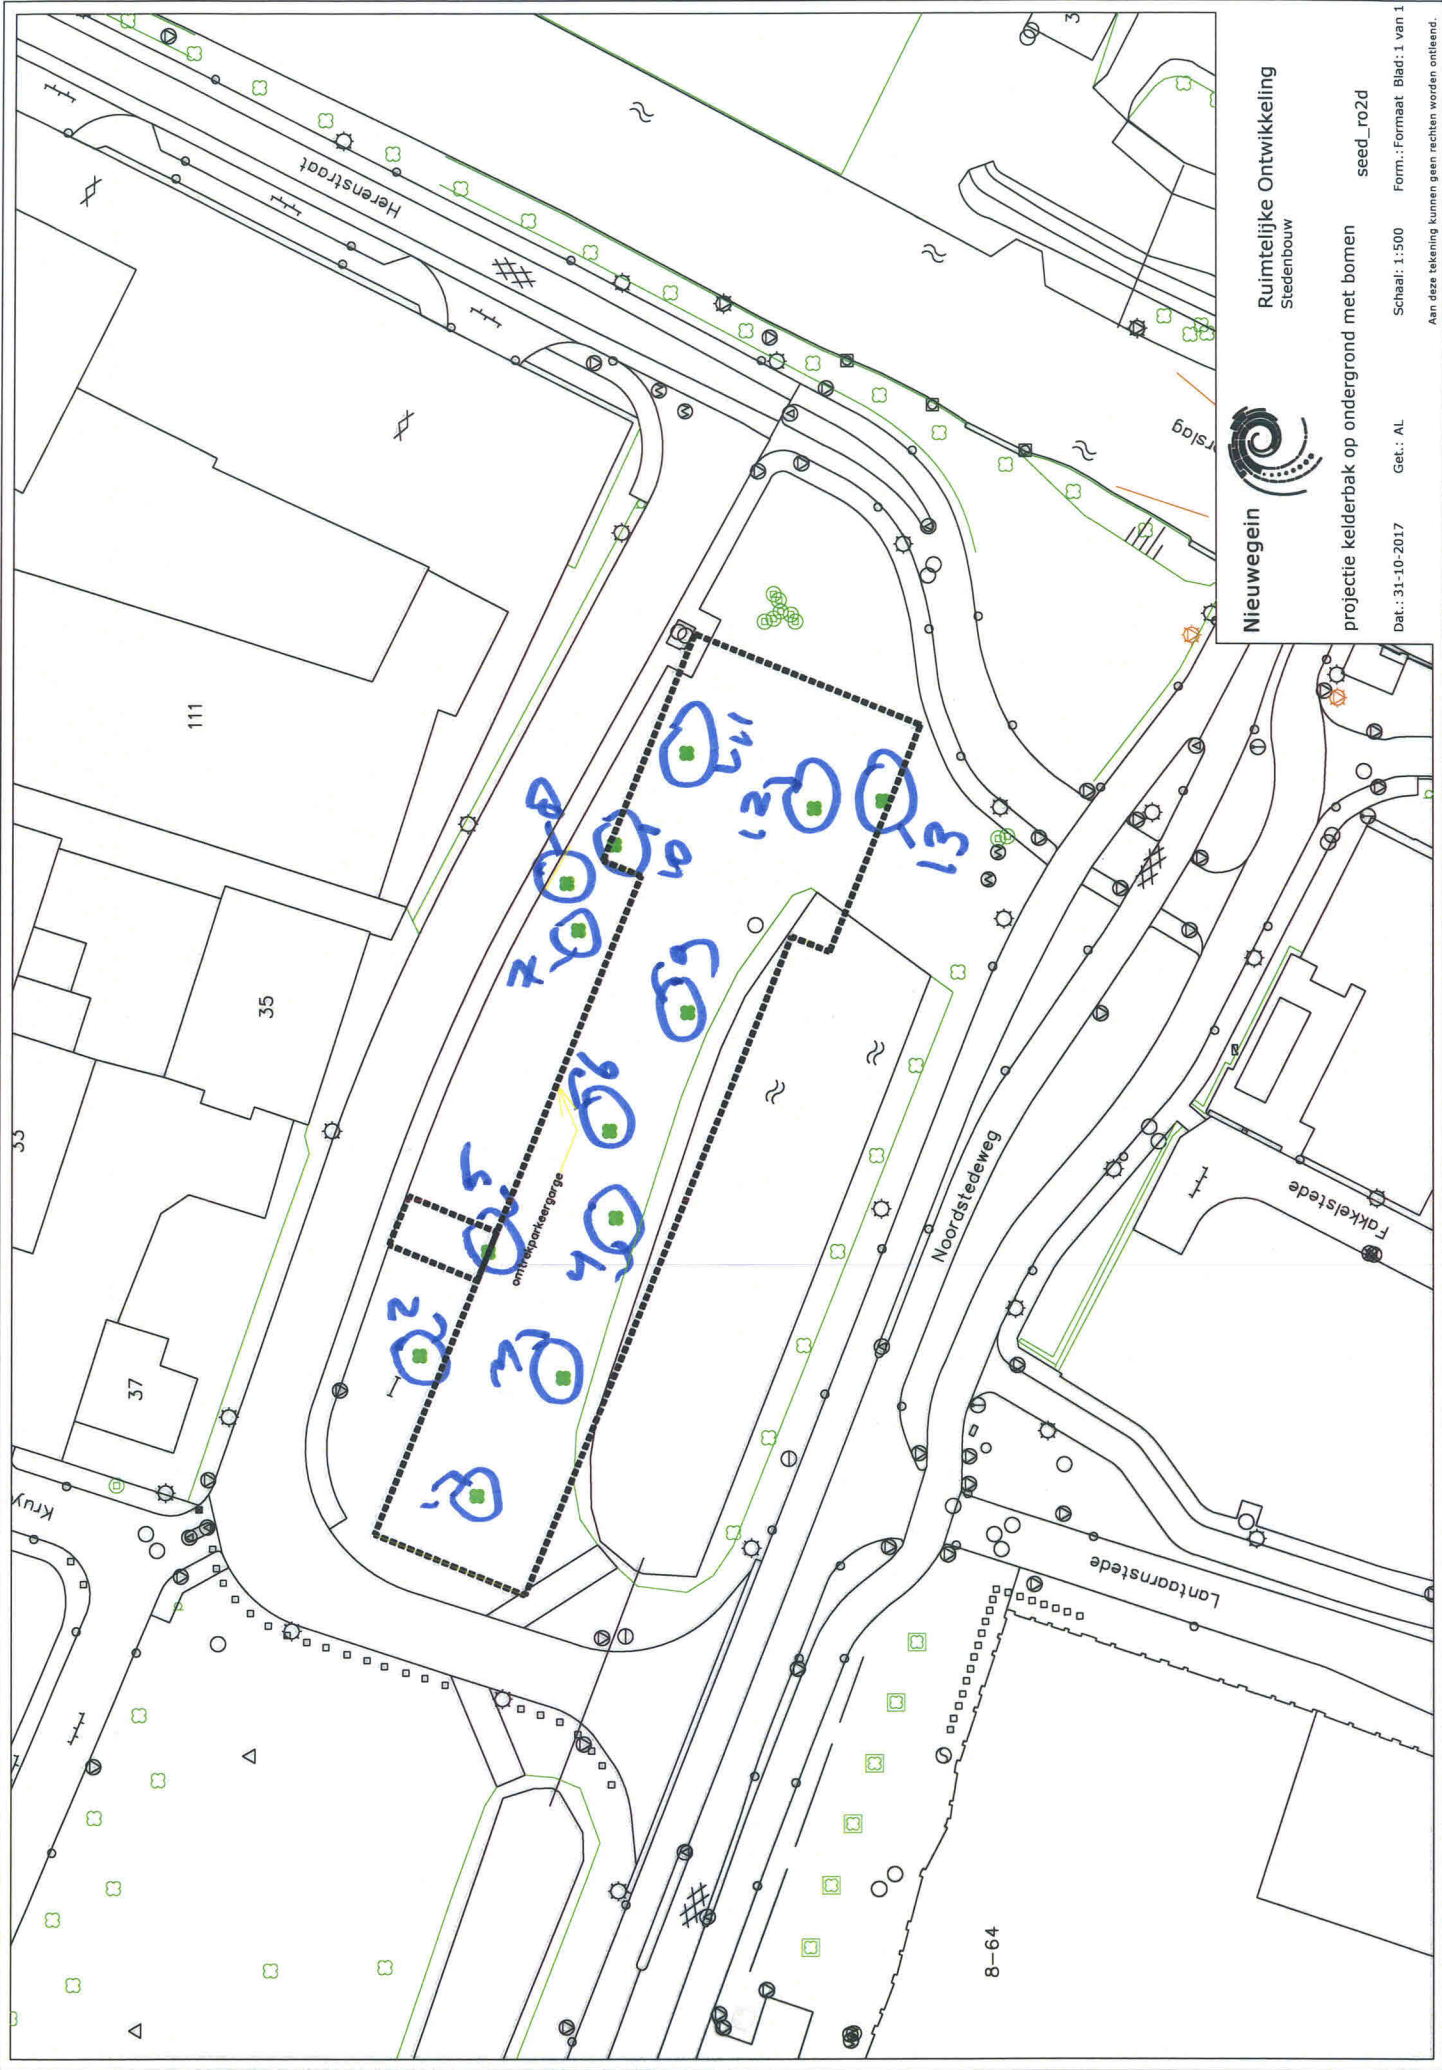 Herenstraat
3
111
35
33
37
Kruy
omtrekparkeergarge
1
2
3
4
5
6
7
8
9
10
11
12
13
Noordstedeweg
Fakkelstede
Lantaarnstede
8-64
rslag
Nieuwegein
Ruimtelijke Ontwikkeling
Stedenbouw
projectie kelderbak op ondergrond met bomen
seed_ro2d
Dat.: 31-10-2017 Get.: AL Schaal: 1:500 Form.: Formaat Blad: 1 van 1
Aan deze tekening kunnen geen rechten worden ontleend.